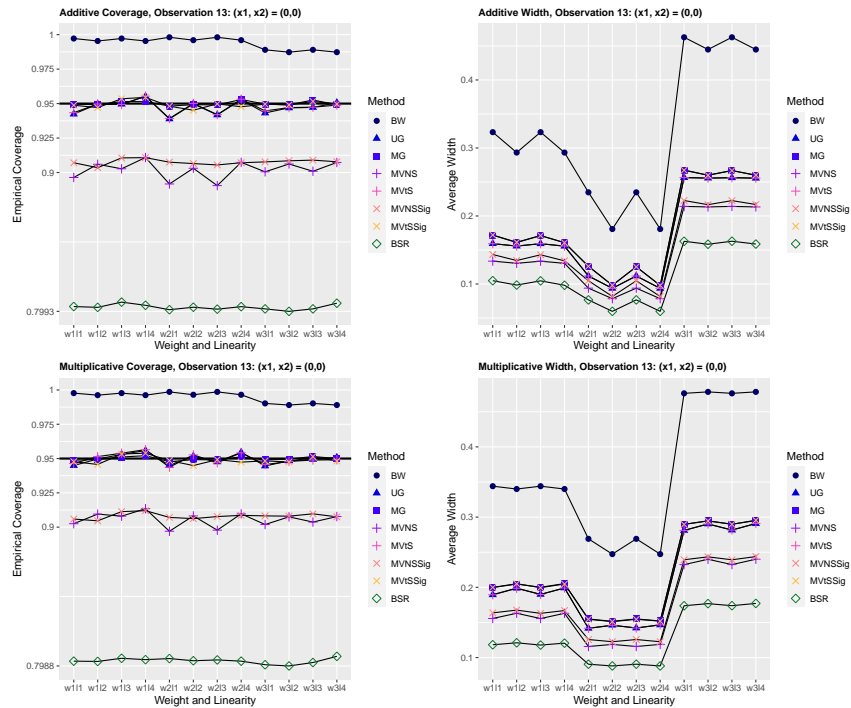 Additive Coverage, Observation 13: (x1, x2) = (0,0)
Empirical Coverage
1
0.975
0.95
0.925
0.9
0.7993
w1l1 w1l2 w1l3 w1l4 w2l1 w2l2 w2l3 w2l4 w3l1 w3l2 w3l3 w3l4
Weight and Linearity
Method
BW
UG
MG
MVNS
MVtS
MVNSSig
MVtSSig
BSR
Additive Width, Observation 13: (x1, x2) = (0,0)
Average Width
0.4
0.3
0.2
0.1
w1l1 w1l2 w1l3 w1l4 w2l1 w2l2 w2l3 w2l4 w3l1 w3l2 w3l3 w3l4
Weight and Linearity
Method
BW
UG
MG
MVNS
MVtS
MVNSSig
MVtSSig
BSR
Multiplicative Coverage, Observation 13: (x1, x2) = (0,0)
Empirical Coverage
1
0.975
0.95
0.925
0.9
0.7988
w1l1 w1l2 w1l3 w1l4 w2l1 w2l2 w2l3 w2l4 w3l1 w3l2 w3l3 w3l4
Weight and Linearity
Method
BW
UG
MG
MVNS
MVtS
MVNSSig
MVtSSig
BSR
Multiplicative Width, Observation 13: (x1, x2) = (0,0)
Average Width
0.4
0.3
0.2
0.1
w1l1 w1l2 w1l3 w1l4 w2l1 w2l2 w2l3 w2l4 w3l1 w3l2 w3l3 w3l4
Weight and Linearity
Method
BW
UG
MG
MVNS
MVtS
MVNSSig
MVtSSig
BSR